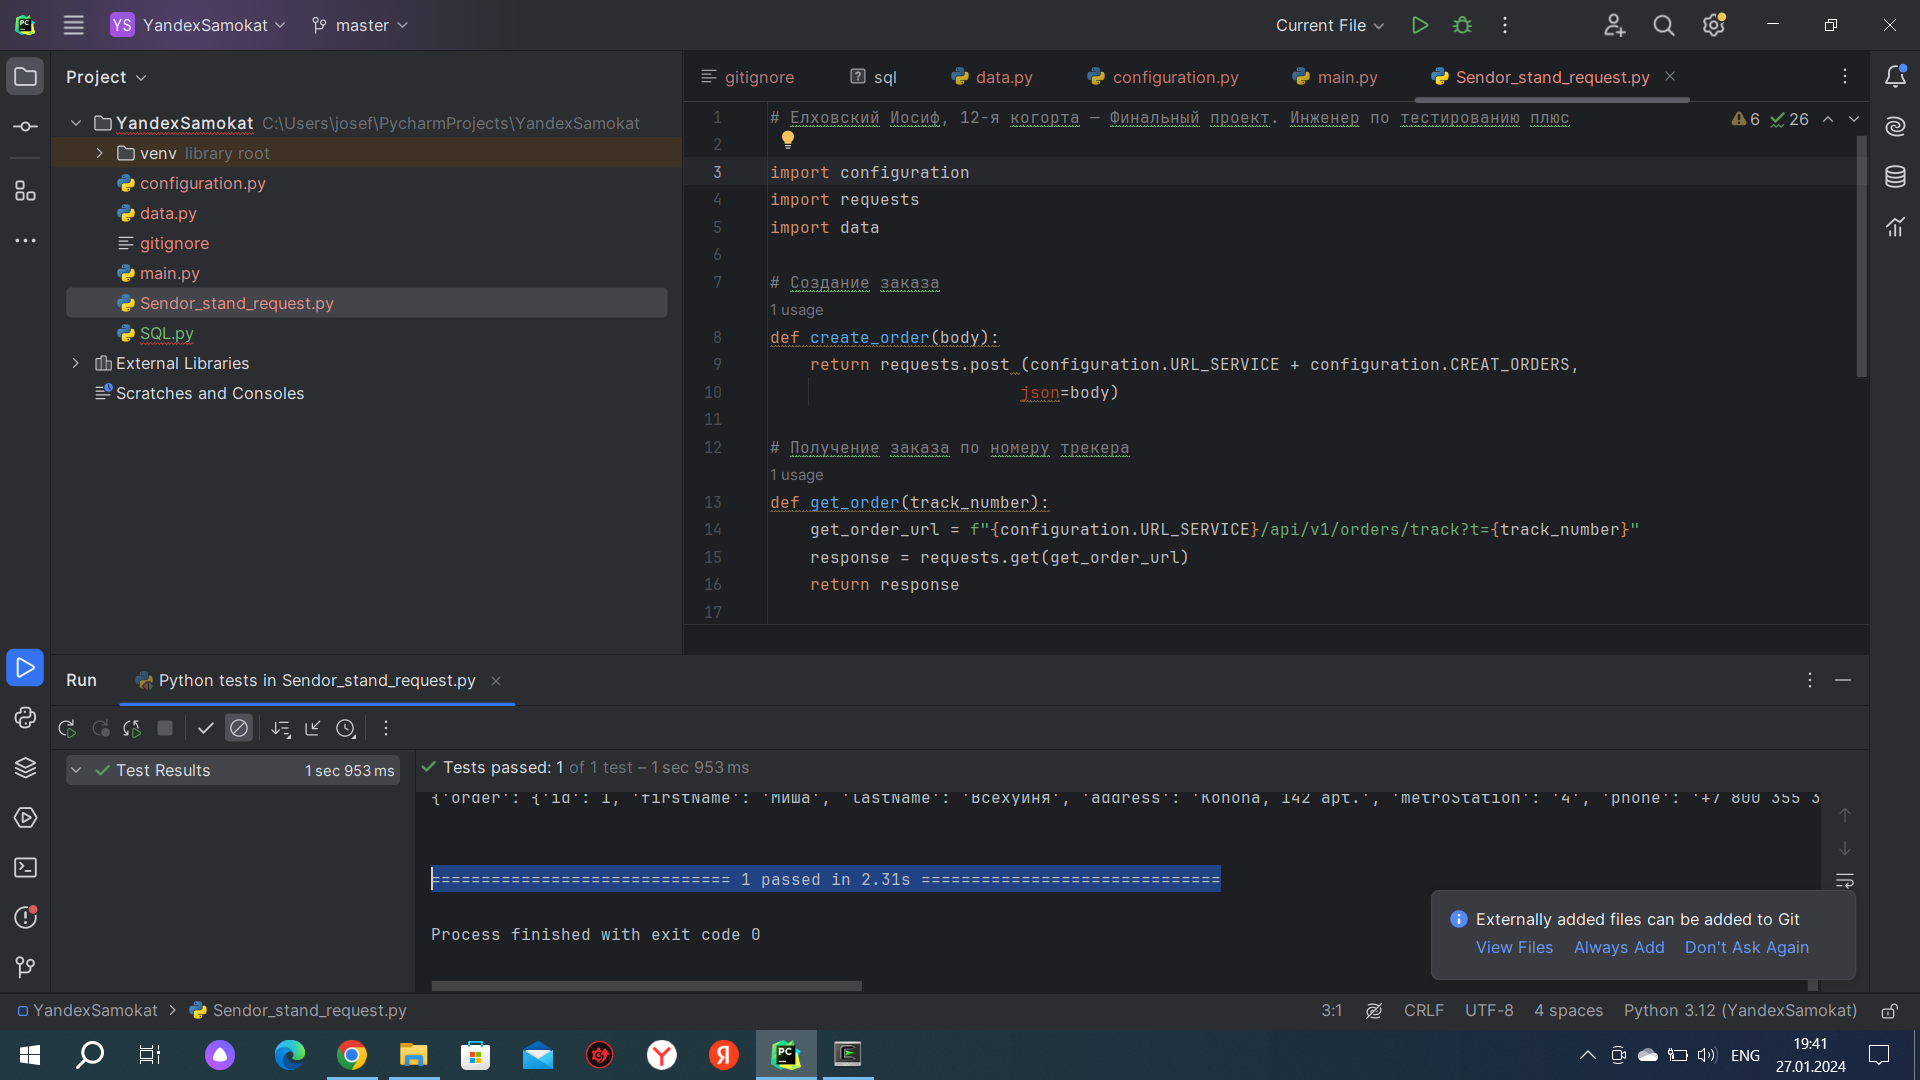 YS YandexSamokat master Current File
Project
YandexSamokat C:\Users\josef\PycharmProjects\YandexSamokat
venv library root
configuration.py
data.py
gitignore
main.py
Sendor_stand_request.py
SQL.py
External Libraries
Scratches and Consoles
gitignore sql data.py configuration.py main.py Sendor_stand_request.py
6 26
1 # Елховский Иосиф, 12-я когорта — Финальный проект. Инженер по тестированию плюс
2
3 import configuration
4 import requests
5 import data
6
7 # Создание заказа
1 usage
8 def create_order(body):
9 return requests.post (configuration.URL_SERVICE + configuration.CREAT_ORDERS,
10 json=body)
11
12 # Получение заказа по номеру трекера
1 usage
13 def get_order(track_number):
14 get_order_url = f"{configuration.URL_SERVICE}/api/v1/orders/track?t={track_number}"
15 response = requests.get(get_order_url)
16 return response
17
Run Python tests in Sendor_stand_request.py
Test Results 1 sec 953 ms
Tests passed: 1 of 1 test – 1 sec 953 ms
{'order': {'id': 1, 'firstName': 'Миша', 'lastName': 'Всехуйня', 'address': 'Konoha, 142 apt.', 'metroStation': '4', 'phone': '+7 800 355 3
============================== 1 passed in 2.31s ==============================
Process finished with exit code 0
Externally added files can be added to Git
View Files Always Add Don't Ask Again
YandexSamokat Sendor_stand_request.py 3:1 CRLF UTF-8 4 spaces Python 3.12 (YandexSamokat)
ENG
19:41
27.01.2024